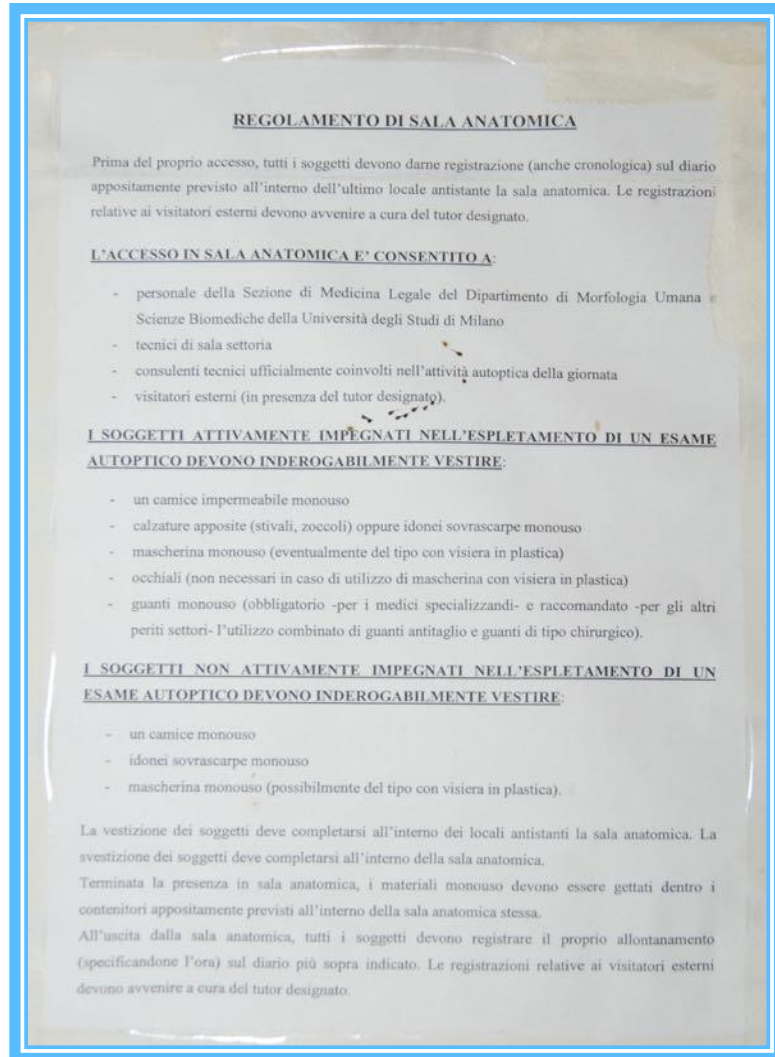 REGOLAMENTO DI SALA ANATOMICA
Prima del proprio accesso, tutti i soggetti devono darne registrazione (anche cronologica) sul diario
appositamente previsto all'interno dell'ultimo locale antistante la sala anatomica. Le registrazioni
relative ai visitatori esterni devono avvenire a cura del tutor designato.
L'ACCESSO IN SALA ANATOMICA E' CONSENTITO A:
- personale della Sezione di Medicina Legale del Dipartimento di Morfologia Umana e
Scienze Biomediche della Università degli Studi di Milano
- tecnici di sala settoria
- consulenti tecnici ufficialmente coinvolti nell'attività autoptica della giornata
- visitatori esterni (in presenza del tutor designato).
I SOGGETTI ATTIVAMENTE IMPEGNATI NELL'ESPLETAMENTO DI UN ESAME
AUTOPTICO DEVONO INDEROGABILMENTE VESTIRE:
- un camice impermeabile monouso
- calzature apposite (stivali, zoccoli) oppure idonei sovrascarpe monouso
- mascherina monouso (eventualmente del tipo con visiera in plastica)
- occhiali (non necessari in caso di utilizzo di mascherina con visiera in plastica)
- guanti monouso (obbligatorio -per i medici specializzandi- e raccomandato -per gli altri
periti settori- l'utilizzo combinato di guanti antitaglio e guanti di tipo chirurgico).
I SOGGETTI NON ATTIVAMENTE IMPEGNATI NELL'ESPLETAMENTO DI UN
ESAME AUTOPTICO DEVONO INDEROGABILMENTE VESTIRE:
- un camice monouso
- idonei sovrascarpe monouso
- mascherina monouso (possibilmente del tipo con visiera in plastica).
La vestizione dei soggetti deve completarsi all'interno dei locali antistanti la sala anatomica. La
svestizione dei soggetti deve completarsi all'interno della sala anatomica.
Terminata la presenza in sala anatomica, i materiali monouso devono essere gettati dentro i
contenitori appositamente previsti all'interno della sala anatomica stessa.
All'uscita dalla sala anatomica, tutti i soggetti devono registrare il proprio allontanamento
(specificandone l'ora) sul diario più sopra indicato. Le registrazioni relative ai visitatori esterni
devono avvenire a cura del tutor designato.